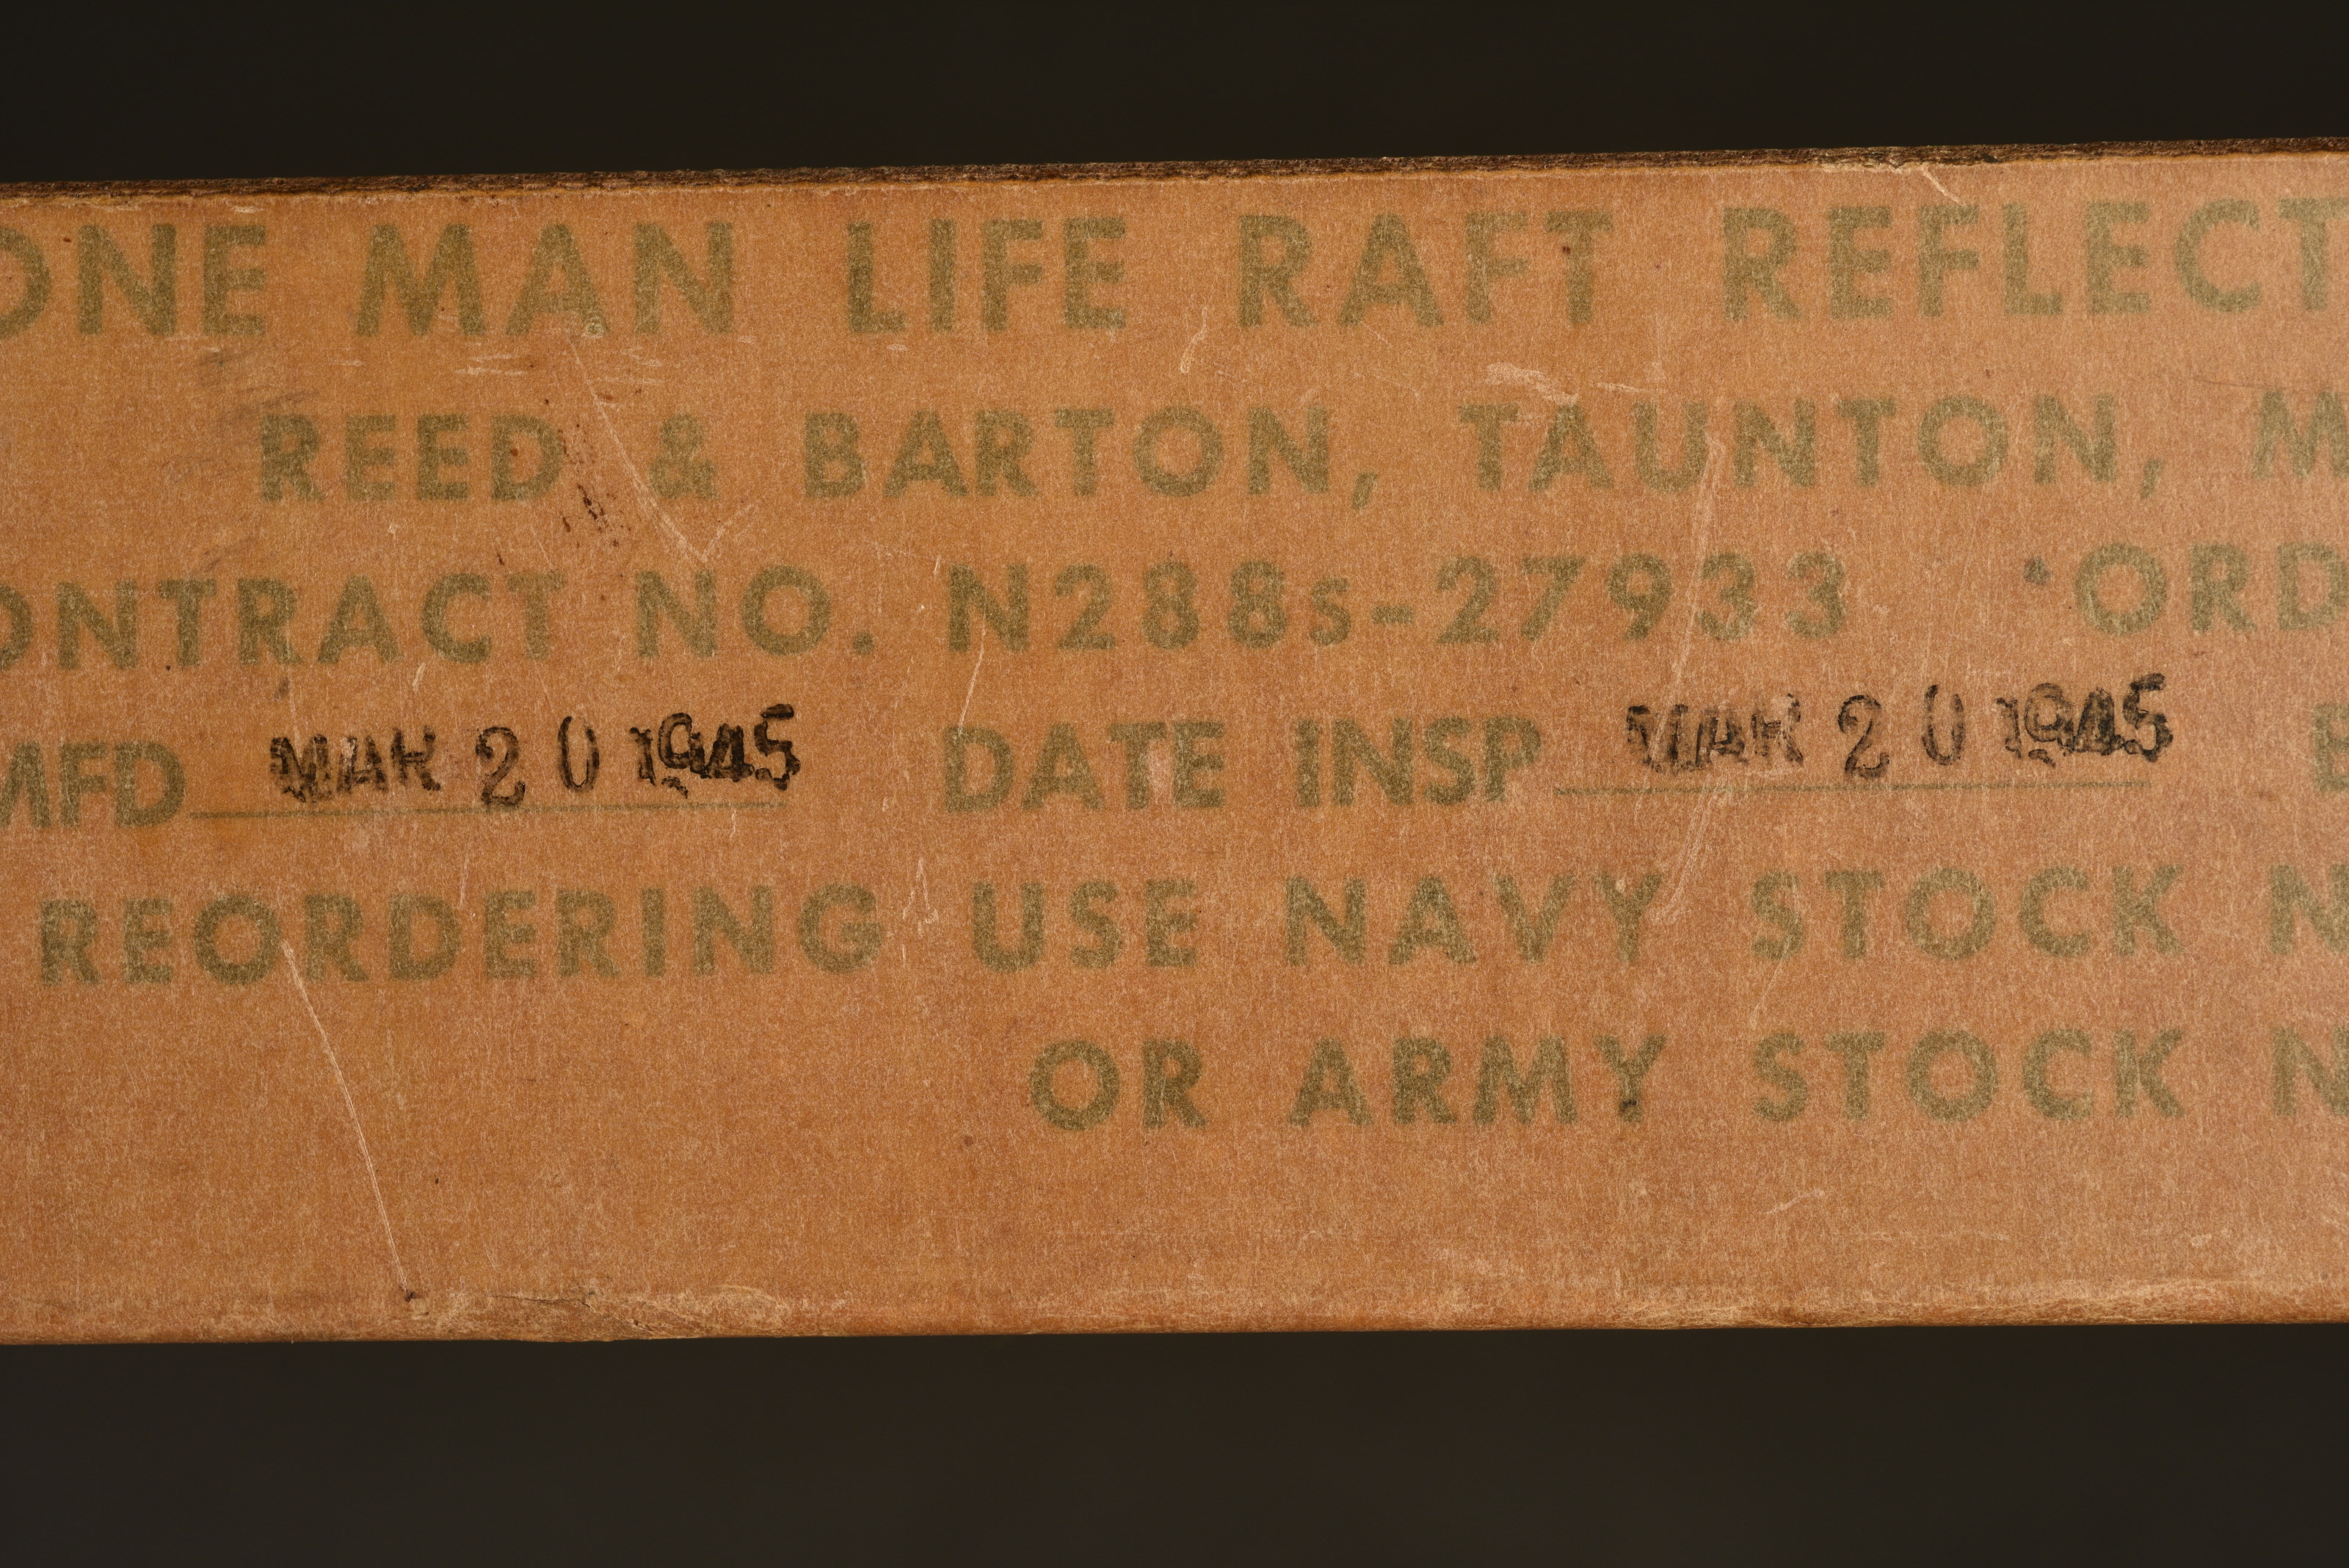 ONE MAN LIFE RAFT REFLECT
REED & BARTON, TAUNTON, M
ONTRACT NO. N288s-27933 ORD
MFD MAR 20 1945 DATE INSP MAR 20 1945
REORDERING USE NAVY STOCK N
OR ARMY STOCK N